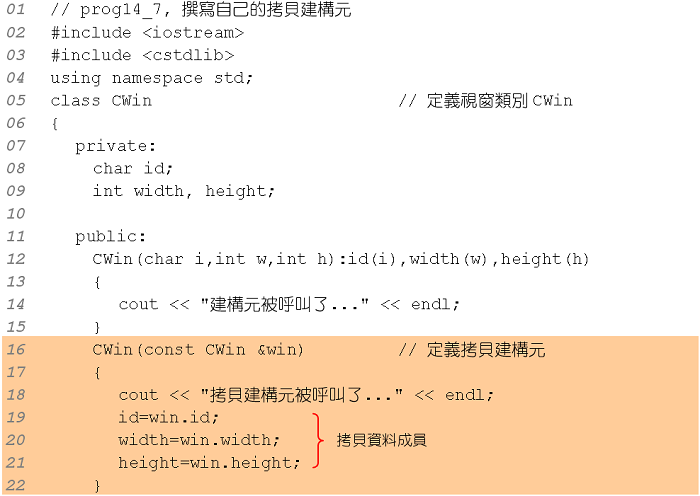 01 // prog14_7, 撰寫自己的拷貝建構元
02 #include <iostream>
03 #include <cstdlib>
04 using namespace std;
05 class CWin // 定義視窗類別 CWin
06 {
07 private:
08 char id;
09 int width, height;
10
11 public:
12 CWin(char i,int w,int h):id(i),width(w),height(h)
13 {
14 cout << "建構元被呼叫了..." << endl;
15 }
16 CWin(const CWin &win) // 定義拷貝建構元
17 {
18 cout << "拷貝建構元被呼叫了..." << endl;
19 id=win.id;
20 width=win.width; 拷貝資料成員
21 height=win.height;
22 }